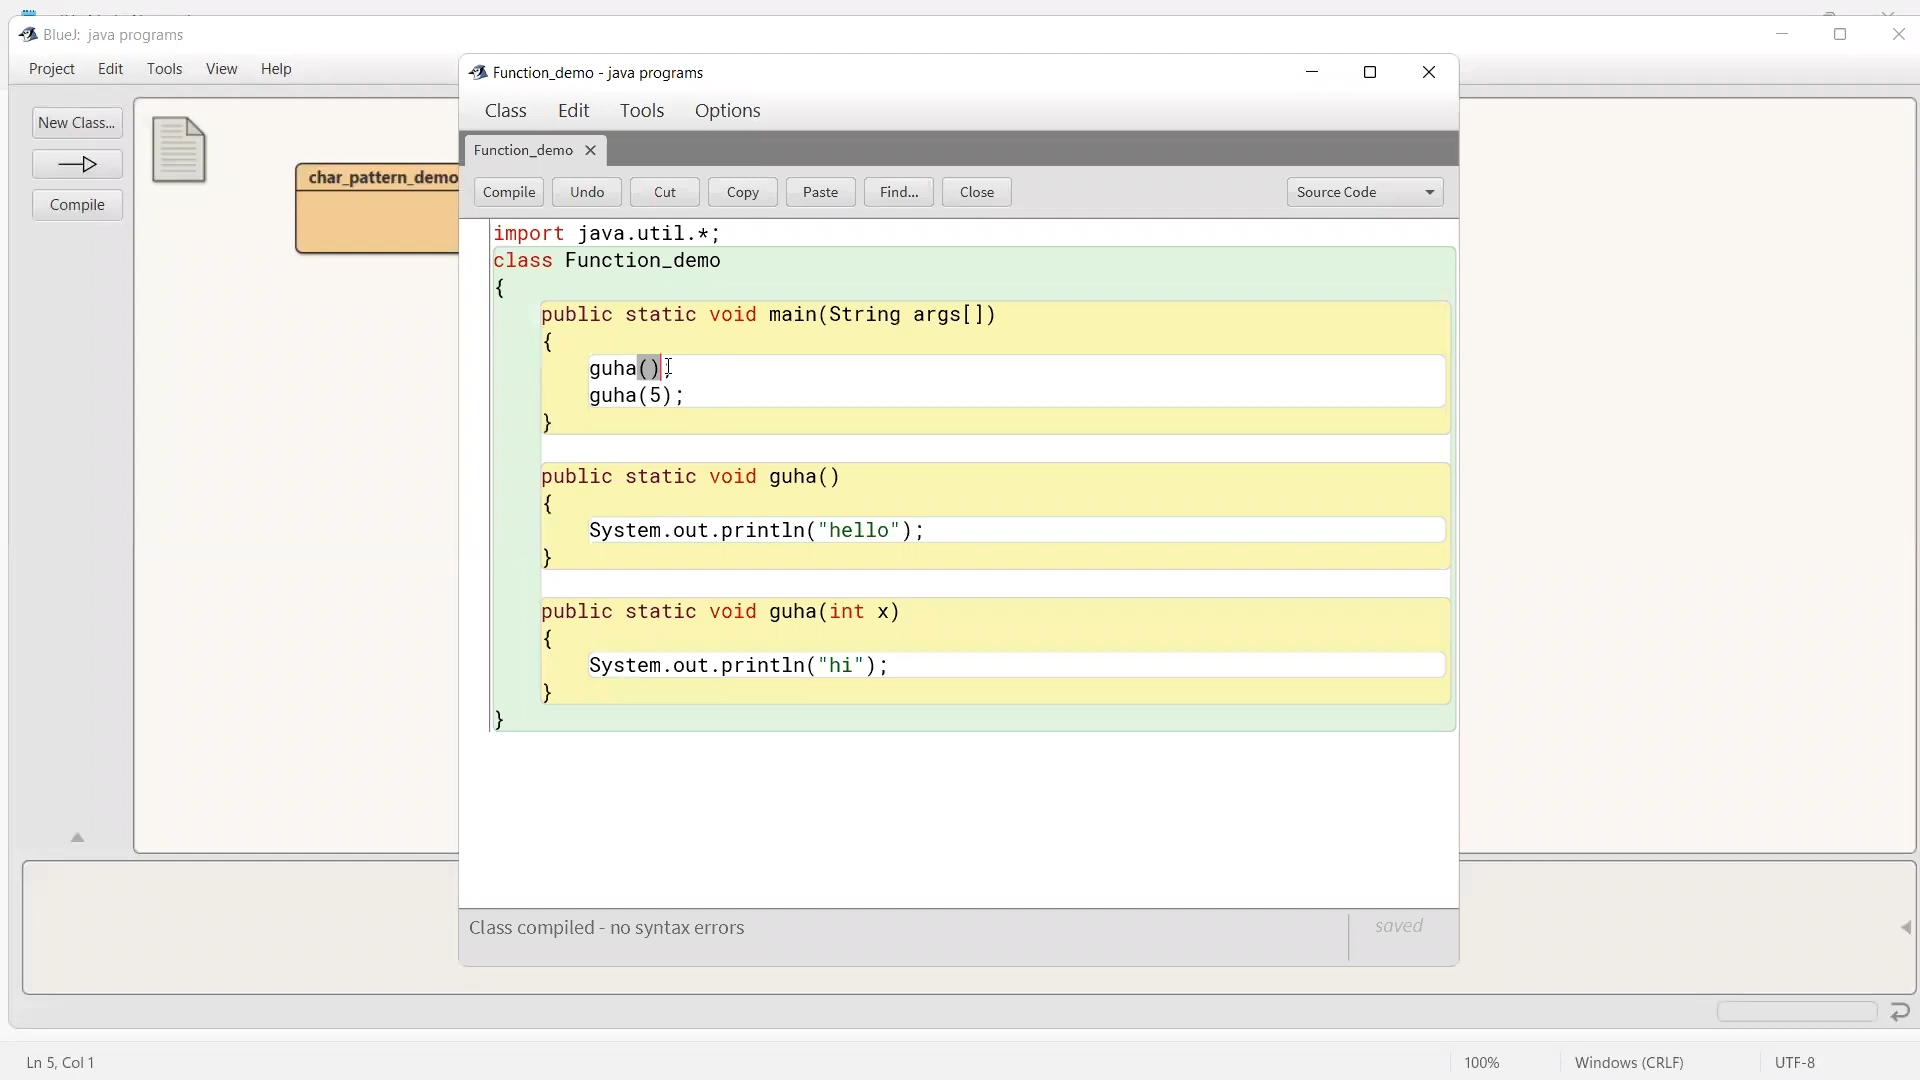 BlueJ: java programs
Project Edit Tools View Help
New Class...
Compile
char_pattern_demo
Function_demo - java programs
Class Edit Tools Options
Function_demo
Compile Undo Cut Copy Paste Find... Close Source Code
import java.util.*;
class Function_demo
{
public static void main(String args[])
{
guha();
guha(5);
}
public static void guha()
{
System.out.println("hello");
}
public static void guha(int x)
{
System.out.println("hi");
}
}
Class compiled - no syntax errors
saved
Ln 5, Col 1 100% Windows (CRLF) UTF-8